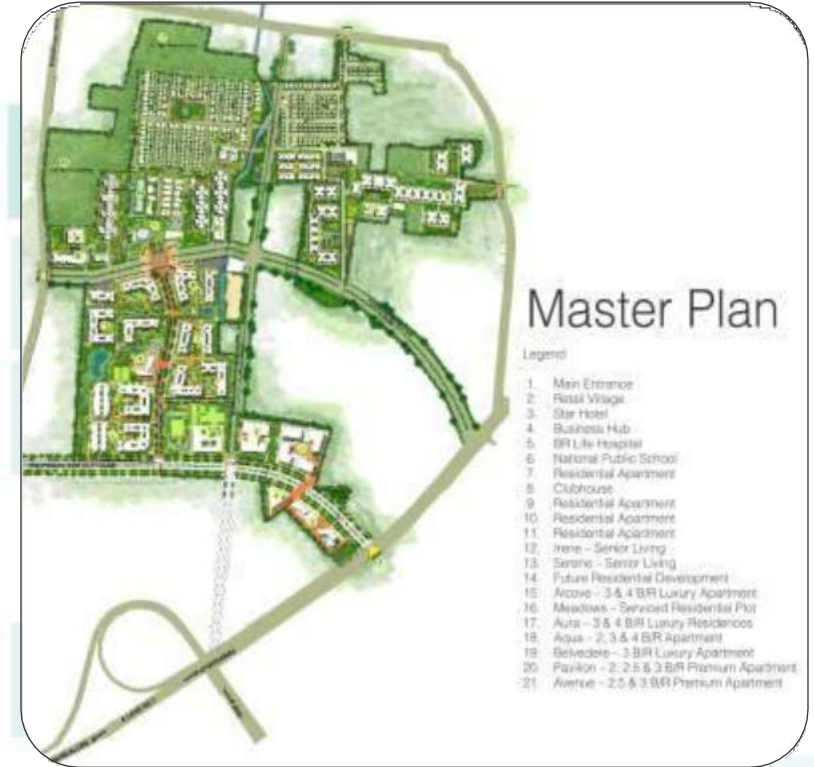 Master Plan
Legend
1. Main Entrance
2. Retail Village
3. Star Hotel
4. Business Hub
5. BR Life Hospital
6. National Public School
7. Residential Apartment
8. Clubhouse
9. Residential Apartment
10. Residential Apartment
11. Residential Apartment
12. Irene – Senior Living
13. Serene – Senior Living
14. Future Residential Development
15. Alcove – 3 & 4 B/R Luxury Apartment
16. Meadows – Serviced Residential Plot
17. Aura – 3 & 4 B/R Luxury Residences
18. Aqua – 2, 3 & 4 B/R Apartment
19. Belvedere – 3 B/R Luxury Apartment
20. Pavilion – 2, 2.5 & 3 B/R Premium Apartment
21. Avenue – 2.5 & 3 B/R Premium Apartment